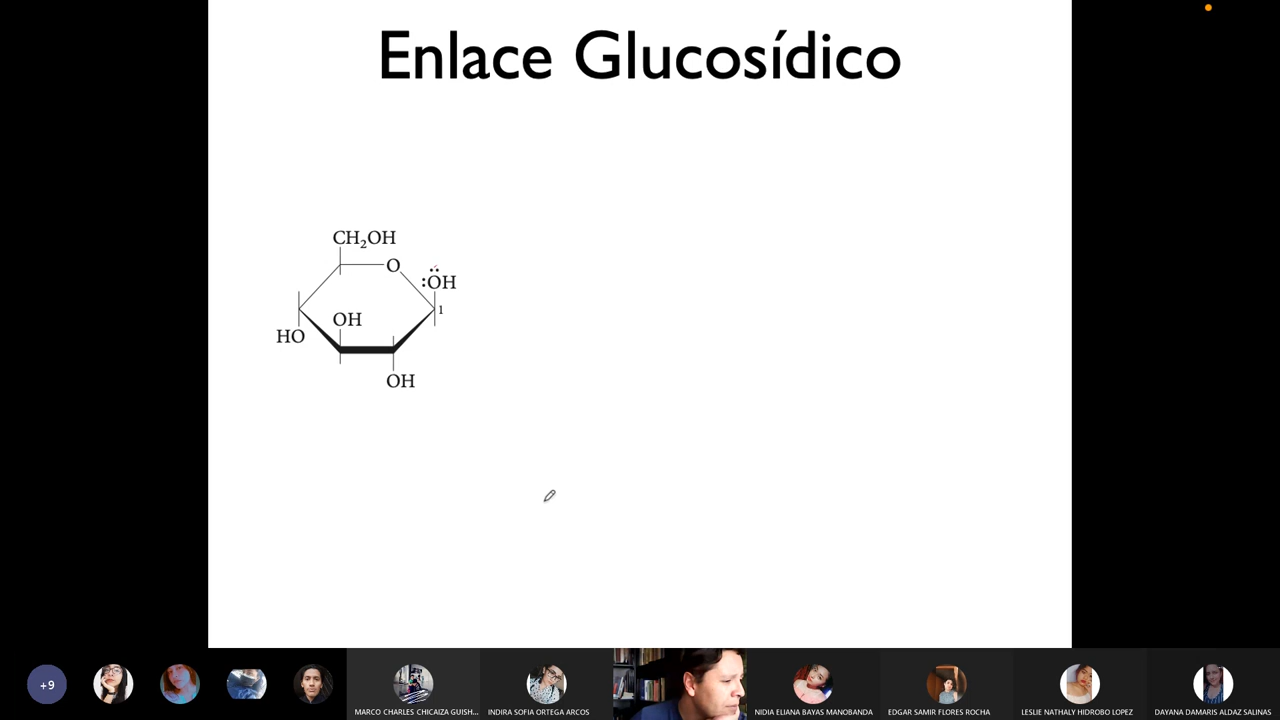 Enlace Glucosídico
CH₂OH
O
:ÖH
1
OH
HO
OH
+9
MARCO CHARLES CHICAIZA GUISH...
INDIRA SOFIA ORTEGA ARCOS
NIDIA ELIANA BAYAS MANOBANDA
EDGAR SAMIR FLORES ROCHA
LESLIE NATHALY HIDROBO LOPEZ
DAYANA DAMARIS ALDAZ SALINAS